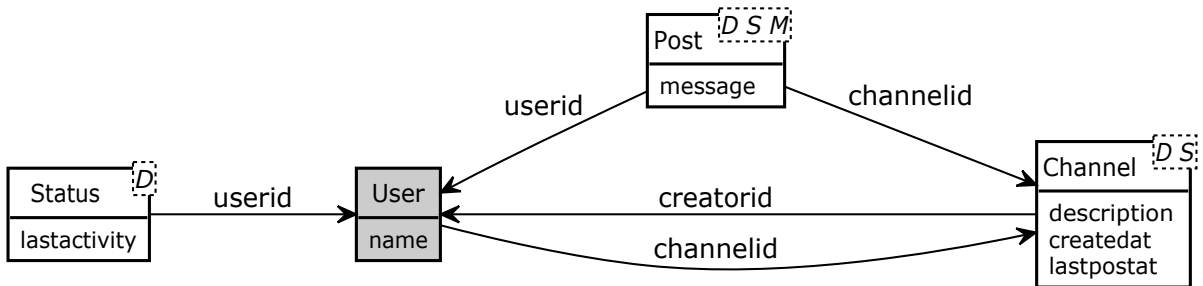 D S M
Post
message
userid
channelid
D
Status
lastactivity
userid
User
name
creatorid
channelid
D S
Channel
description
createdat
lastpostat